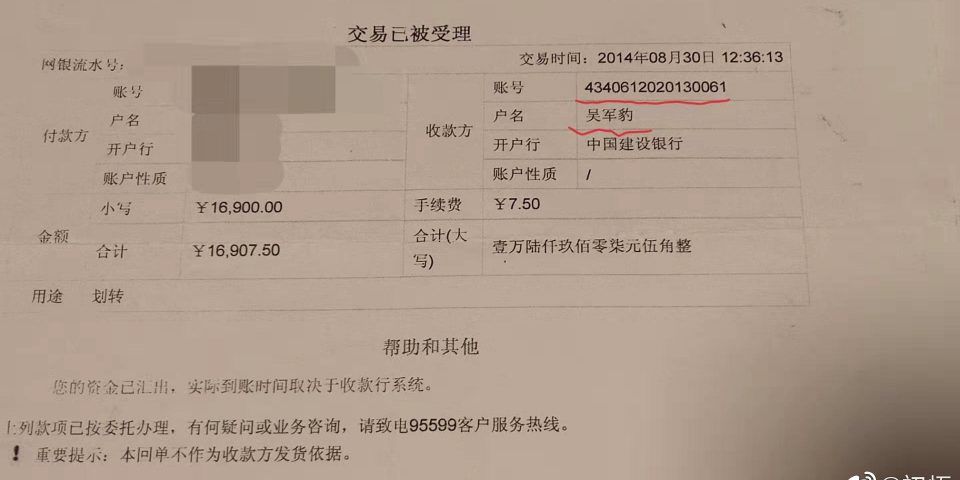 交易已被受理
网银流水号：
交易时间：2014年08月30日 12:36:13
付款方
账号
户名
开户行
账户性质
收款方
账号 4340612020130061
户名 吴军豹
开户行 中国建设银行
账户性质 /
金额
小写 ￥16,900.00
手续费 ￥7.50
合计 ￥16,907.50
合计(大
写) 壹万陆仟玖佰零柒元伍角整
用途 划转
帮助和其他
您的资金已汇出，实际到账时间取决于收款行系统。
上列款项已按委托办理，有何疑问或业务咨询，请致电95599客户服务热线。
！ 重要提示：本回单不作为收款方发货依据。